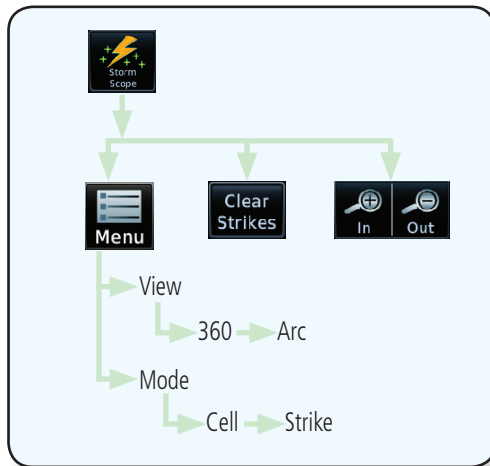 Storm
Scope
Menu
Clear
Strikes
In
Out
View
360
Arc
Mode
Cell
Strike